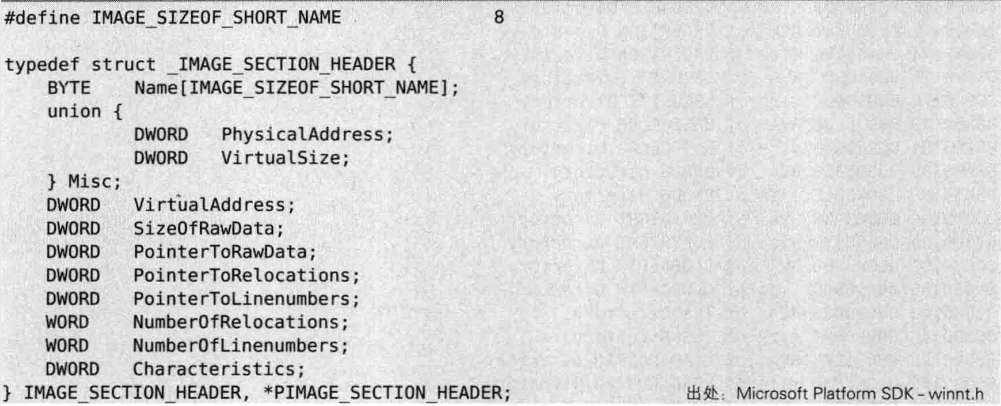 #define IMAGE_SIZEOF_SHORT_NAME 8
typedef struct _IMAGE_SECTION_HEADER {
BYTE Name[IMAGE_SIZEOF_SHORT_NAME];
union {
DWORD PhysicalAddress;
DWORD VirtualSize;
} Misc;
DWORD VirtualAddress;
DWORD SizeOfRawData;
DWORD PointerToRawData;
DWORD PointerToRelocations;
DWORD PointerToLinenumbers;
WORD NumberOfRelocations;
WORD NumberOfLinenumbers;
DWORD Characteristics;
} IMAGE_SECTION_HEADER, *PIMAGE_SECTION_HEADER;
出处：Microsoft Platform SDK - winnt.h